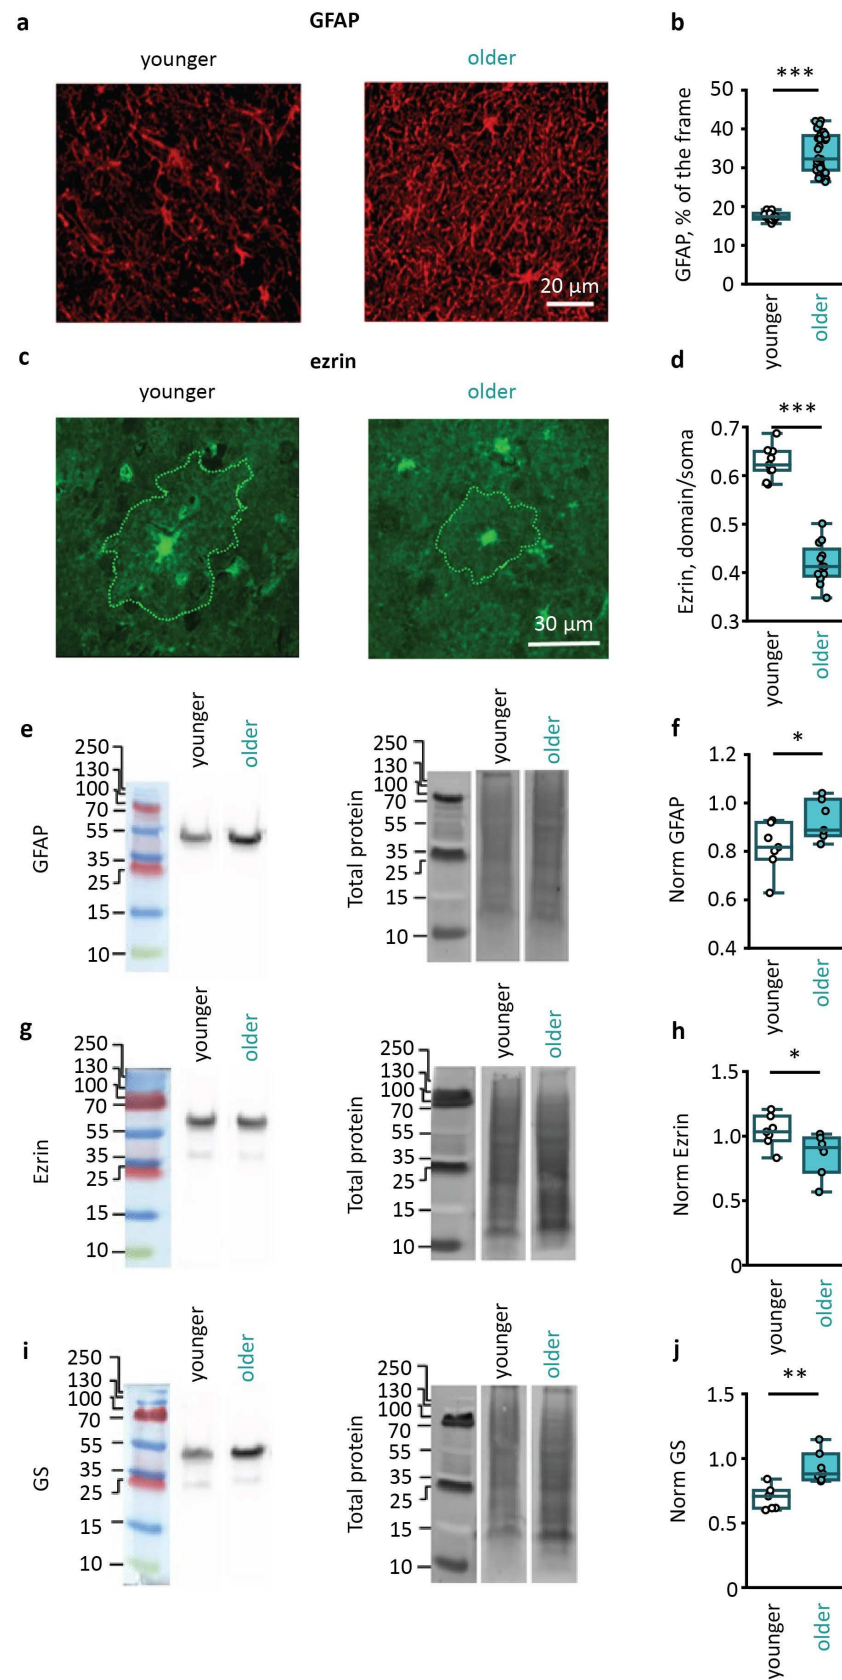 a
GFAP
younger
older
20 µm
b
***
GFAP, % of the frame
50
40
30
20
10
0
younger
older
c
ezrin
younger
older
30 µm
d
***
Ezrin, domain/soma
0.7
0.6
0.5
0.4
0.3
younger
older
e
GFAP
250
130
100
70
55
35
25
15
10
younger
older
Total protein
250
130
100
70
55
35
25
15
10
younger
older
f
*
Norm GFAP
1.2
1.0
0.8
0.6
0.4
younger
older
g
Ezrin
250
130
100
70
55
35
25
15
10
younger
older
Total protein
250
130
100
70
55
35
25
15
10
younger
older
h
*
Norm Ezrin
1.5
1.0
0.5
0
younger
older
i
GS
250
130
100
70
55
35
25
15
10
younger
older
Total protein
250
130
100
70
55
35
25
15
10
younger
older
j
**
Norm GS
1.5
1.0
0.5
0
younger
older